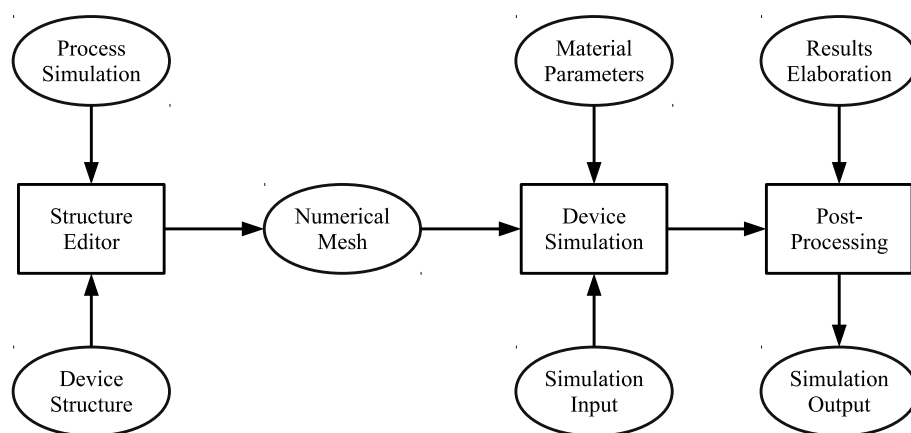 Process
Simulation
Material
Parameters
Results
Elaboration
Structure
Editor
Numerical
Mesh
Device
Simulation
Post-
Processing
Device
Structure
Simulation
Input
Simulation
Output